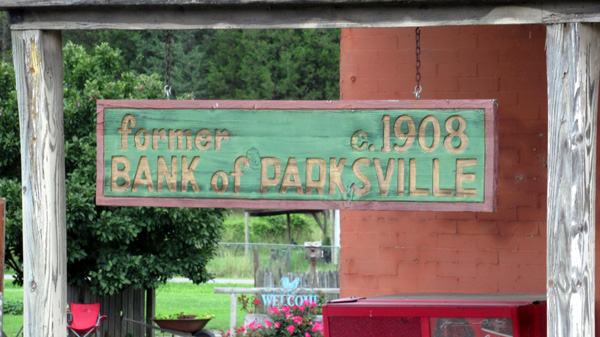 former c.1908
BANK of PARKSVILLE
WELCOME